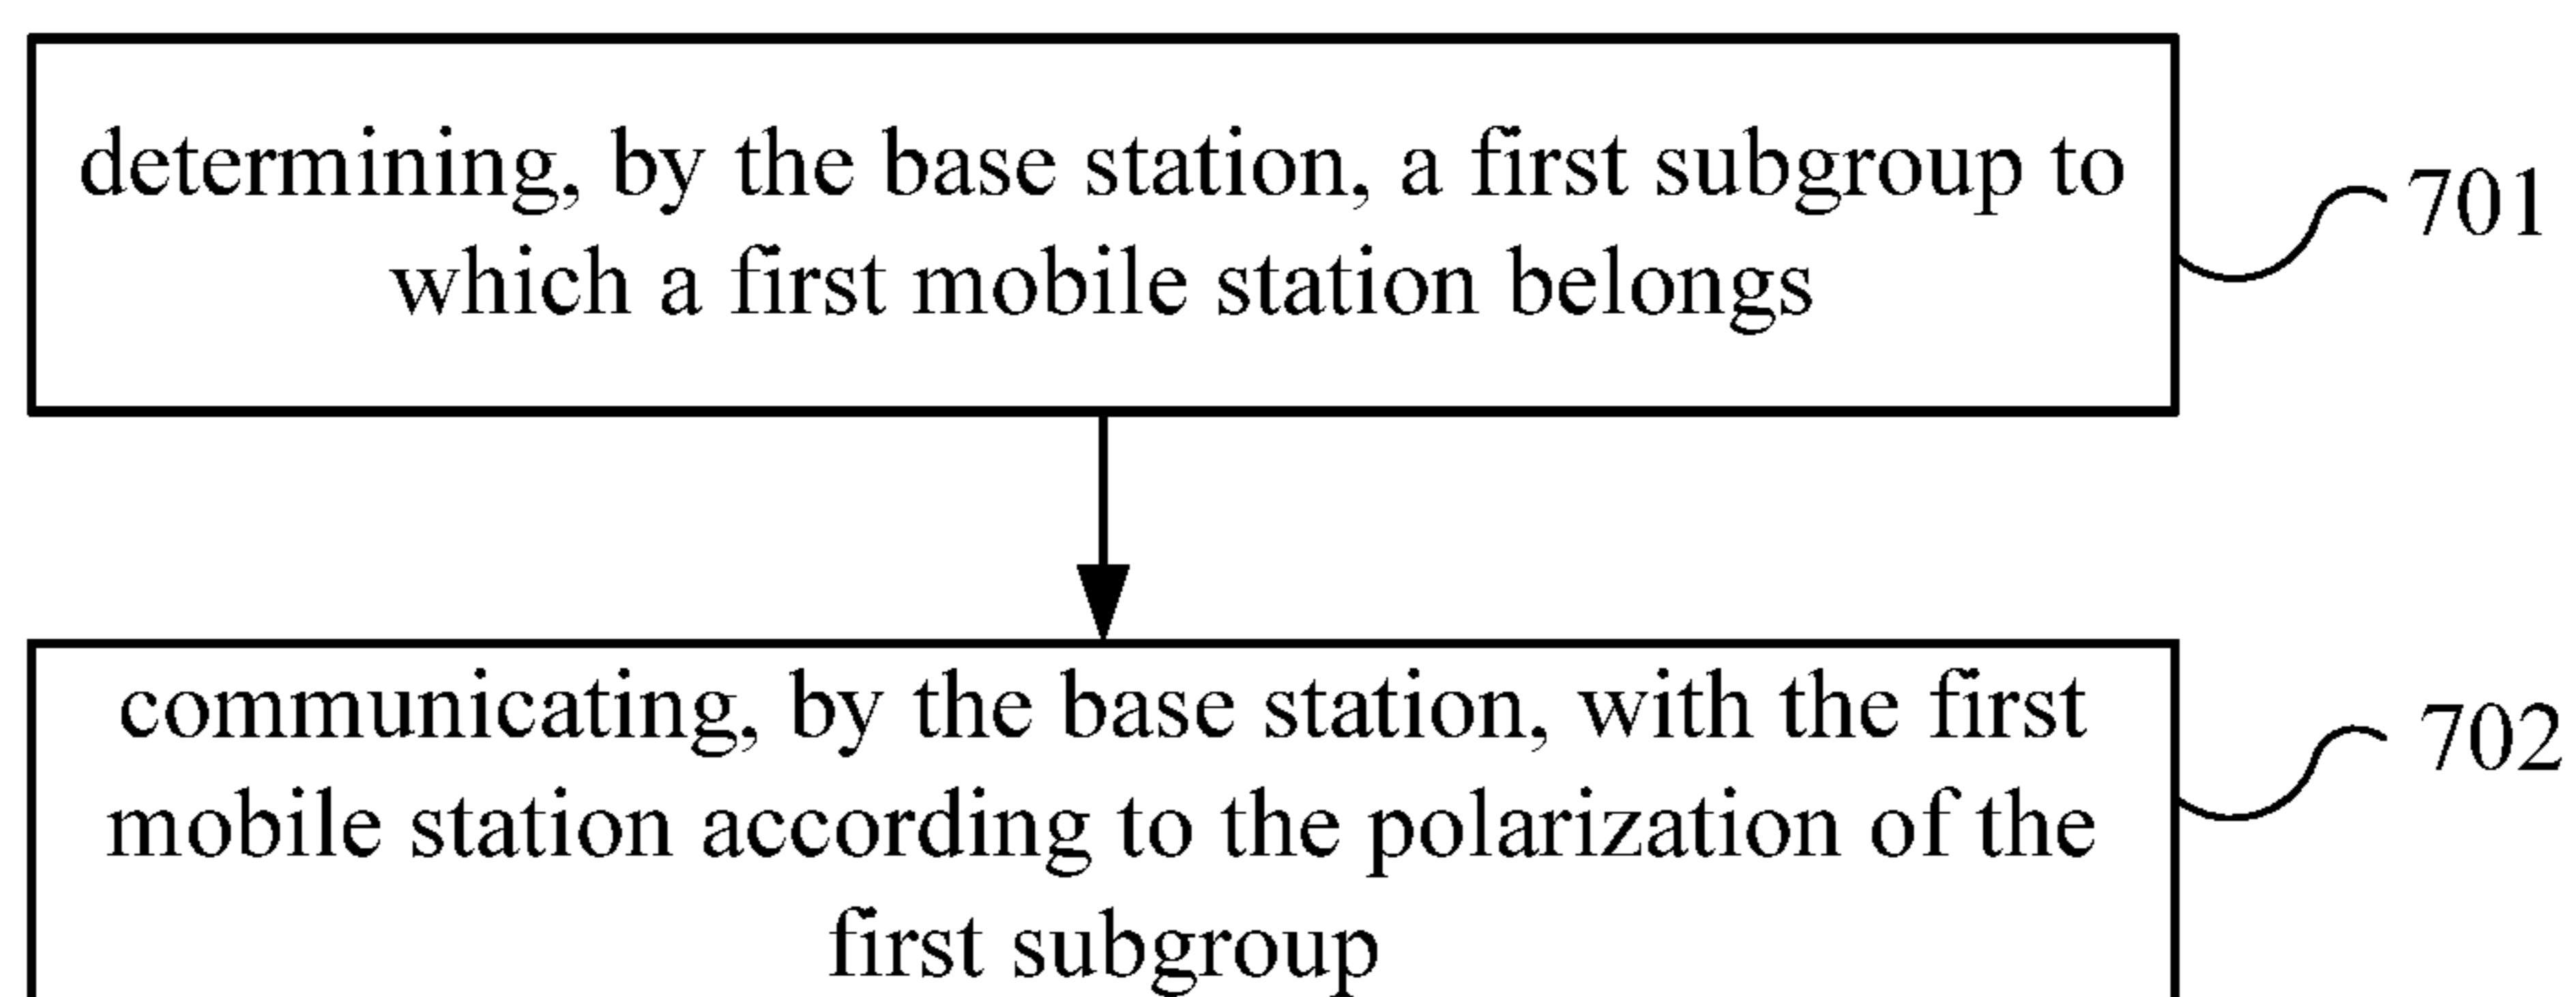 determining, by the base station, a first subgroup to
which a first mobile station belongs
701
communicating, by the base station, with the first
mobile station according to the polarization of the
first subgroup
702